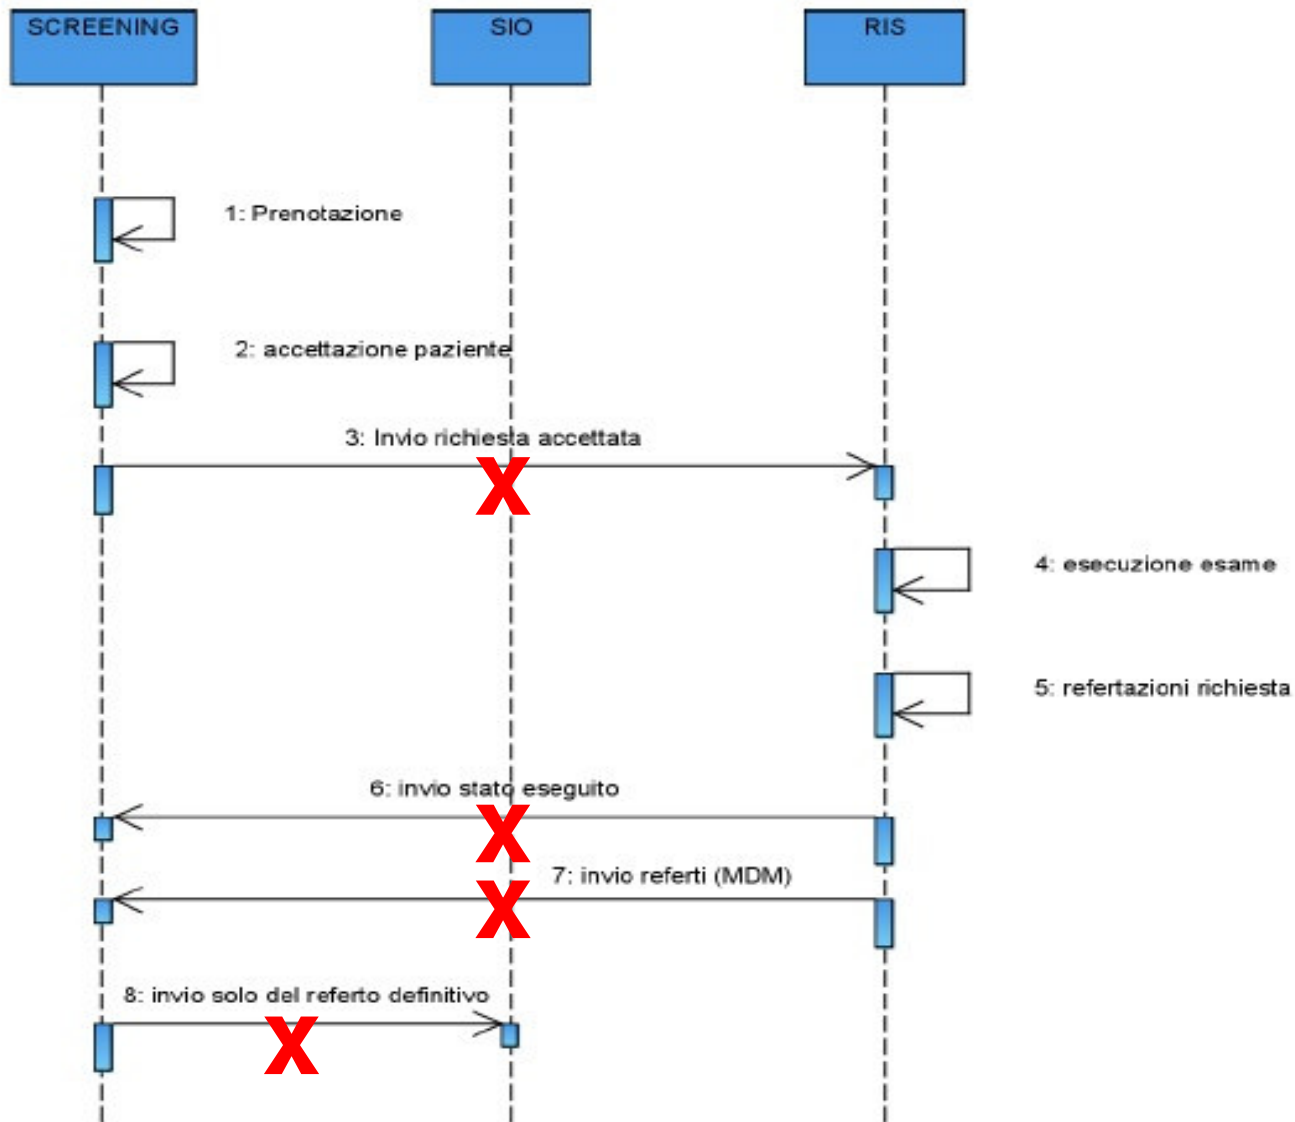 SCREENING
SIO
RIS
1: Prenotazione
2: accettazione paziente
3: Invio richiesta accettata
X
4: esecuzione esame
5: refertazioni richiesta
6: invio stato eseguito
X
7: invio referti (MDM)
X
8: invio solo del referto definitivo
X